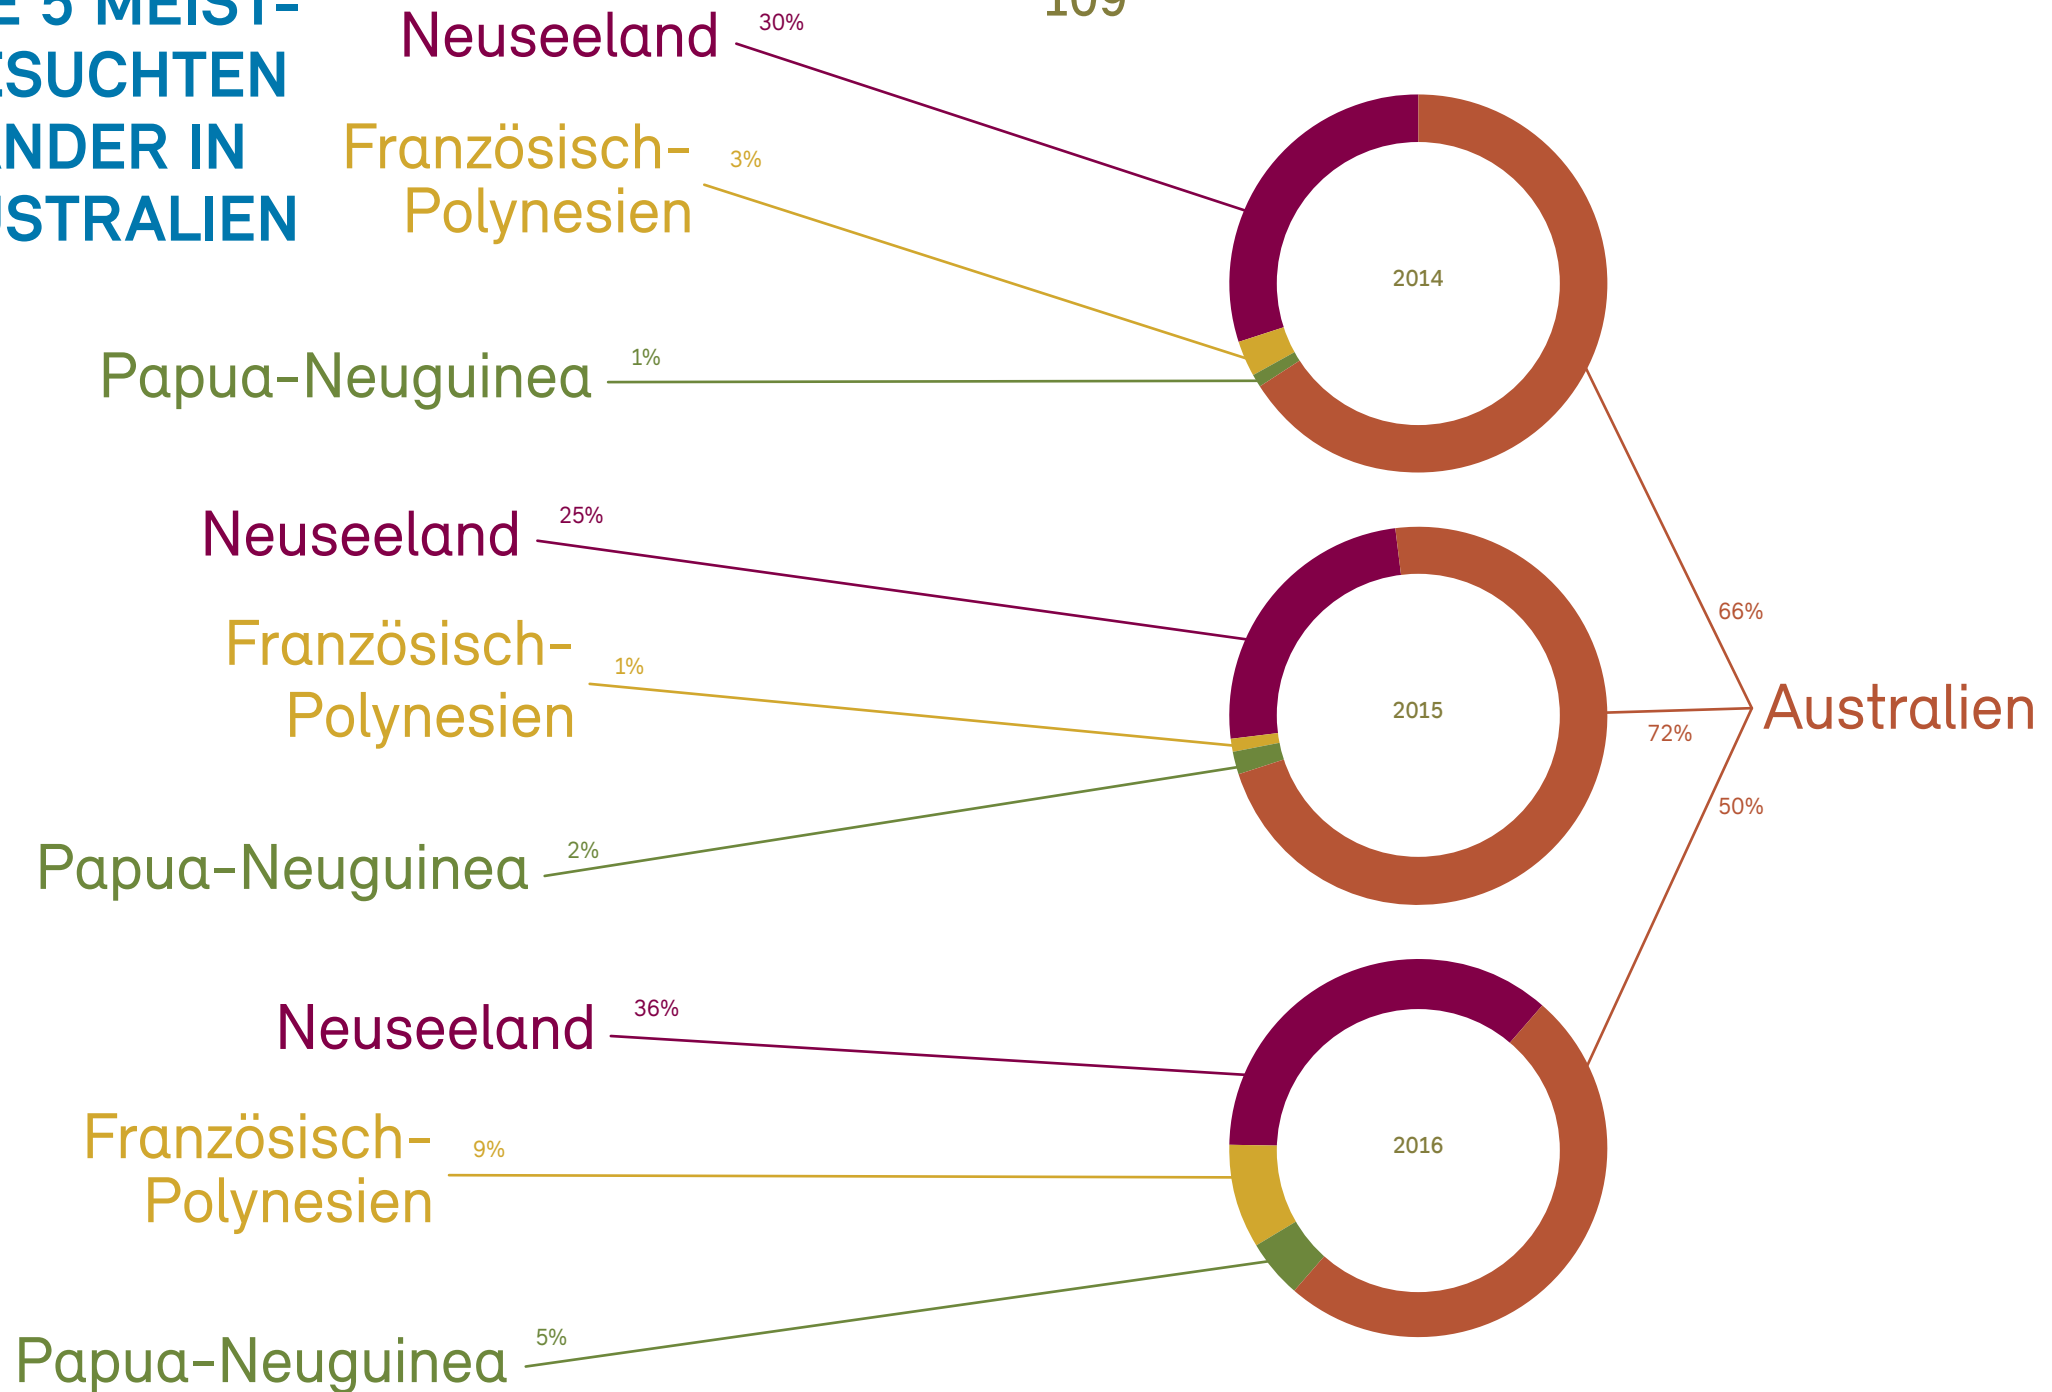 E 5 MEIST-
ESUCHTEN
ÄNDER IN
USTRALIEN
109
Neuseeland 30%
Französisch- 3%
Polynesien
Papua-Neuguinea 1%
2014
Neuseeland 25%
Französisch-
Polynesien 1%
Papua-Neuguinea 2%
2015
66%
72%
50%
Australien
Neuseeland 36%
Französisch- 9%
Polynesien
Papua-Neuguinea 5%
2016